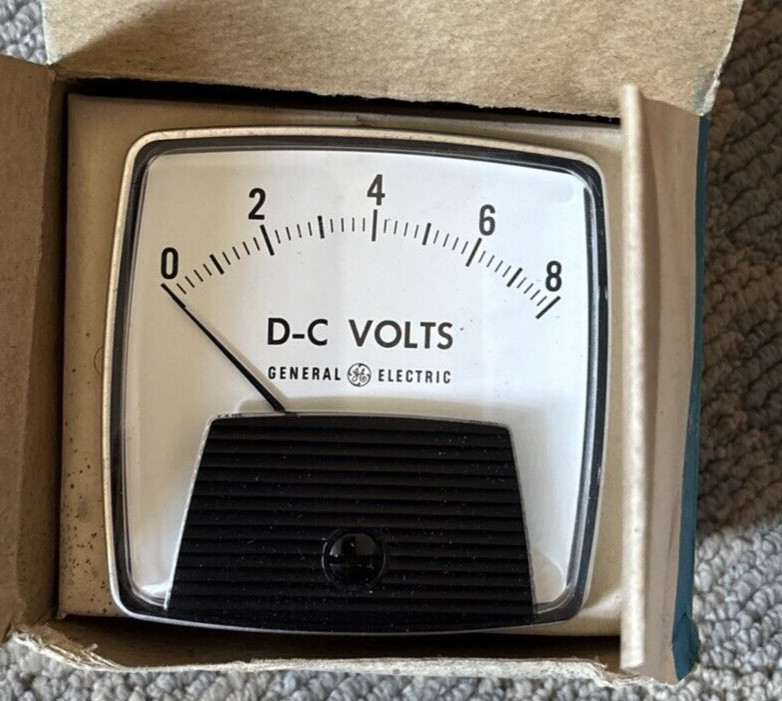 0 2 4 6 8
D-C VOLTS
GENERAL GE ELECTRIC